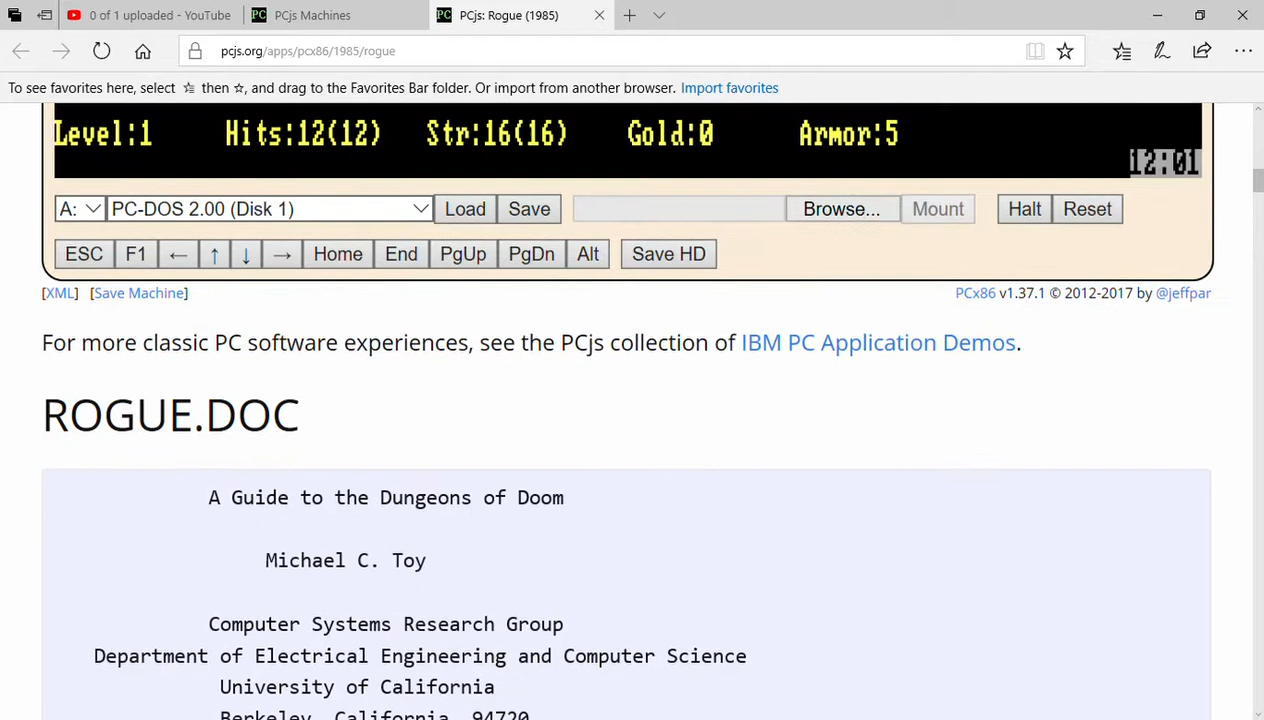 0 of 1 uploaded - YouTube
PCjs Machines
PCjs: Rogue (1985)
pcjs.org/apps/pcx86/1985/rogue
To see favorites here, select ☆ then ☆, and drag to the Favorites Bar folder. Or import from another browser. Import favorites
Level:1 Hits:12(12) Str:16(16) Gold:0 Armor:5
12:01
A: PC-DOS 2.00 (Disk 1) Load Save Browse... Mount Halt Reset
ESC F1 ← ↑ ↓ → Home End PgUp PgDn Alt Save HD
[XML] [Save Machine] PCx86 v1.37.1 © 2012-2017 by @jeffpar
For more classic PC software experiences, see the PCjs collection of IBM PC Application Demos.
ROGUE.DOC
A Guide to the Dungeons of Doom
Michael C. Toy
Computer Systems Research Group
Department of Electrical Engineering and Computer Science
University of California
Berkeley, California 94720